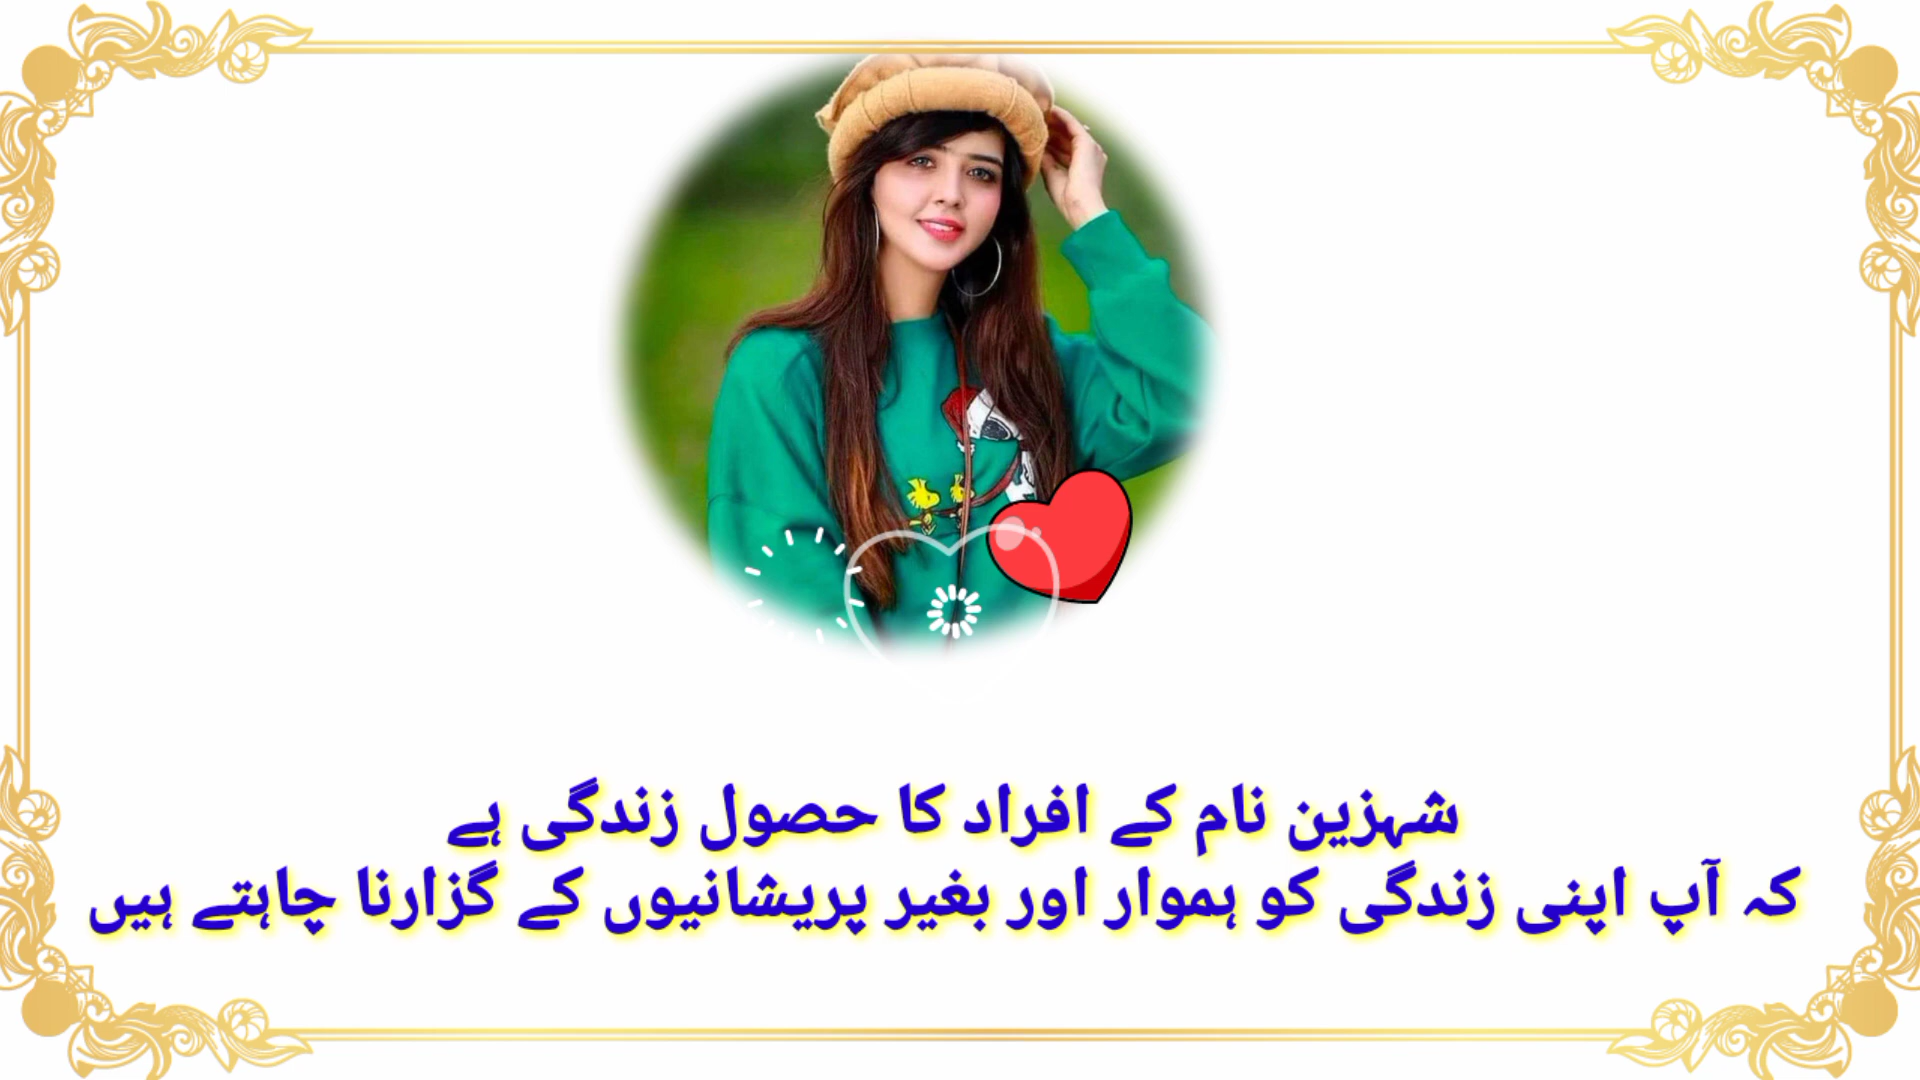 شہزین نام کے افراد کا حصول زندگی ہے
کہ آپ اپنی زندگی کو ہموار اور بغیر پریشانیوں کے گزارنا چاہتے ہیں